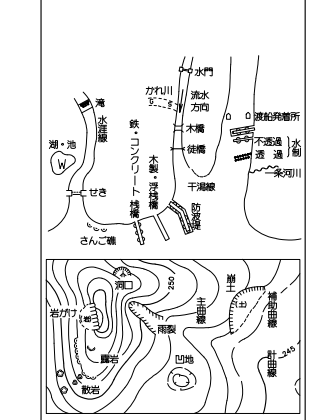 水門
かれ川
流水
方向
滝
水涯線
渡船発着所
木橋
鉄・コンクリート桟橋
不透過
透過
水制
湖・池
W
徒橋
木製・浮桟橋
一条河川
干潟線
せき
防波堤
さんご礁
洞口
250
崩土
(土)
補助曲線
主曲線
岩がけ
(岩)
雨裂
露岩
凹地
計曲線
245
散岩